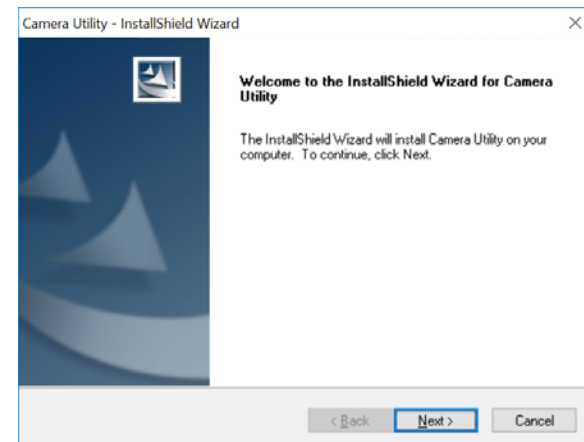 Camera Utility - InstallShield Wizard
Welcome to the InstallShield Wizard for Camera
Utility
The InstallShield Wizard will install Camera Utility on your
computer. To continue, click Next.
< Back
Next >
Cancel